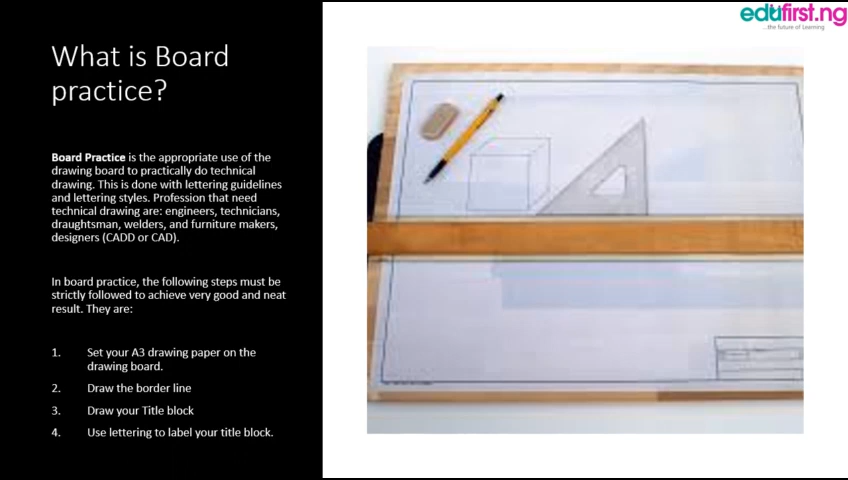 edufirst.ng
...the future of Learning
What is Board
practice?
Board Practice is the appropriate use of the
drawing board to practically do technical
drawing. This is done with lettering guidelines
and lettering styles. Profession that need
technical drawing are: engineers, technicians,
draughtsman, welders, and furniture makers,
designers (CADD or CAD).
In board practice, the following steps must be
strictly followed to achieve very good and neat
result. They are:
1. Set your A3 drawing paper on the
drawing board.
2. Draw the border line
3. Draw your Title block
4. Use lettering to label your title block.